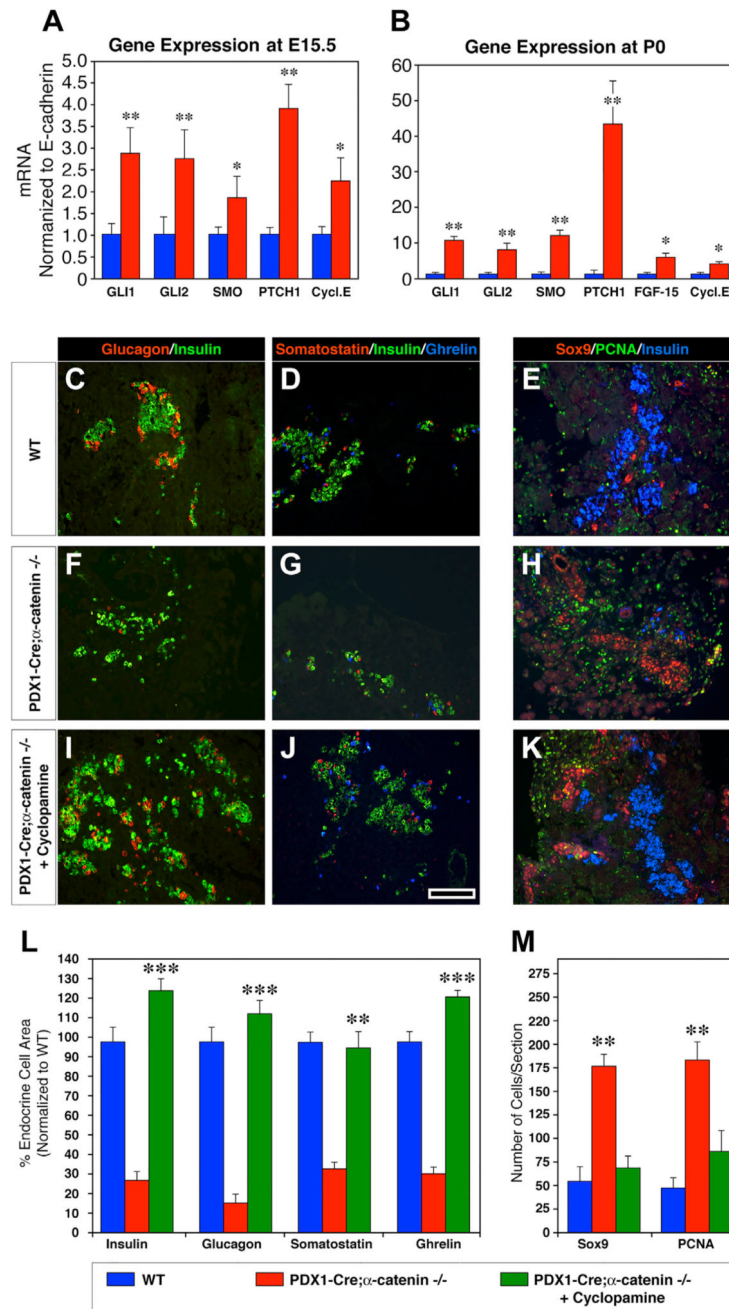 A
Gene Expression at E15.5
mRNA
Normanized to E-cadherin
5.0
4.5
4.0
3.5
3.0
2.5
2.0
1.5
1.0
0.5
0
**
**
*
**
*
GLI1 GLI2 SMO PTCH1 Cycl.E
B
Gene Expression at P0
60
50
40
30
20
10
0
**
**
**
**
*
*
GLI1 GLI2 SMO PTCH1 FGF-15 Cycl.E
Glucagon/Insulin
Somatostatin/Insulin/Ghrelin
Sox9/PCNA/Insulin
WT
C
D
E
PDX1-Cre;α-catenin -/-
F
G
H
PDX1-Cre;α-catenin -/-
+ Cyclopamine
I
J
K
L
% Endocrine Cell Area
(Normalized to WT)
140
130
120
110
100
90
80
70
60
50
40
30
20
10
0
***
***
**
***
Insulin Glucagon Somatostatin Ghrelin
M
Number of Cells/Section
275
250
225
200
175
150
125
100
75
50
25
0
**
**
Sox9 PCNA
WT
PDX1-Cre;α-catenin -/-
PDX1-Cre;α-catenin -/-
+ Cyclopamine